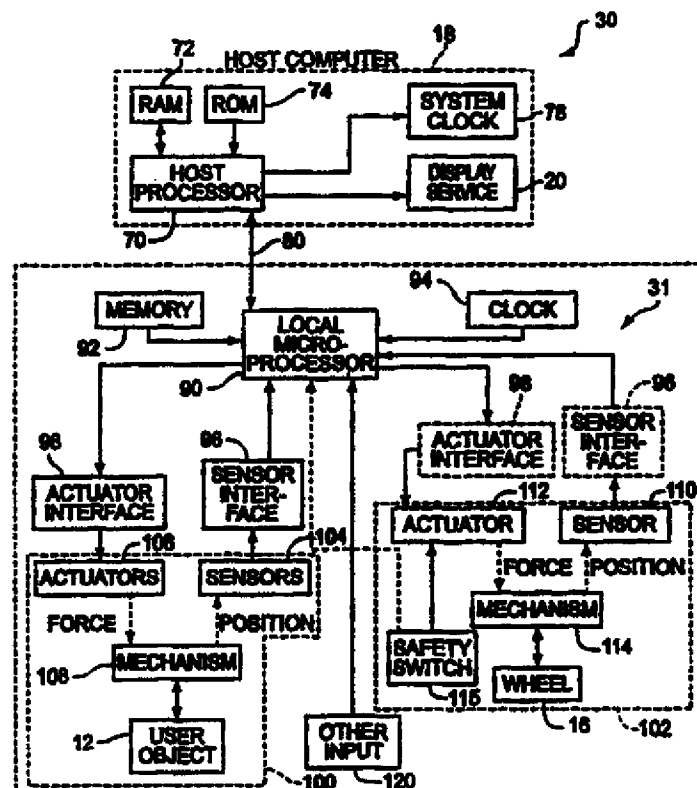 30
18
HOST COMPUTER
72
74
RAM
ROM
SYSTEM
CLOCK
78
HOST
PROCESSOR
DISPLAY
SERVICE
20
70
80
94
31
MEMORY
92
LOCAL
MICRO-
PROCESSOR
90
CLOCK
98
96
98
96
ACTUATOR
INTERFACE
SENSOR
INTER-
FACE
ACTUATOR
INTERFACE
SENSOR
INTER-
FACE
112
110
106
104
ACTUATOR
SENSOR
ACTUATORS
SENSORS
FORCE
POSITION
FORCE
POSITION
MECHANISM
108
MECHANISM
114
SAFETY
SWITCH
115
WHEEL
16
102
12
USER
OBJECT
100
OTHER
INPUT
120